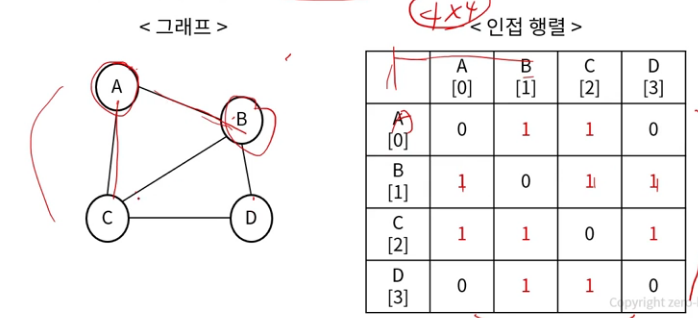 4x4
< 그래프 >
< 인접 행렬 >
A
B
C
D
A [0]
B [1]
C [2]
D [3]
A [0] 0 1 1 0
B [1] 1 0 1 1
C [2] 1 1 0 1
D [3] 0 1 1 0
Copyright zero-